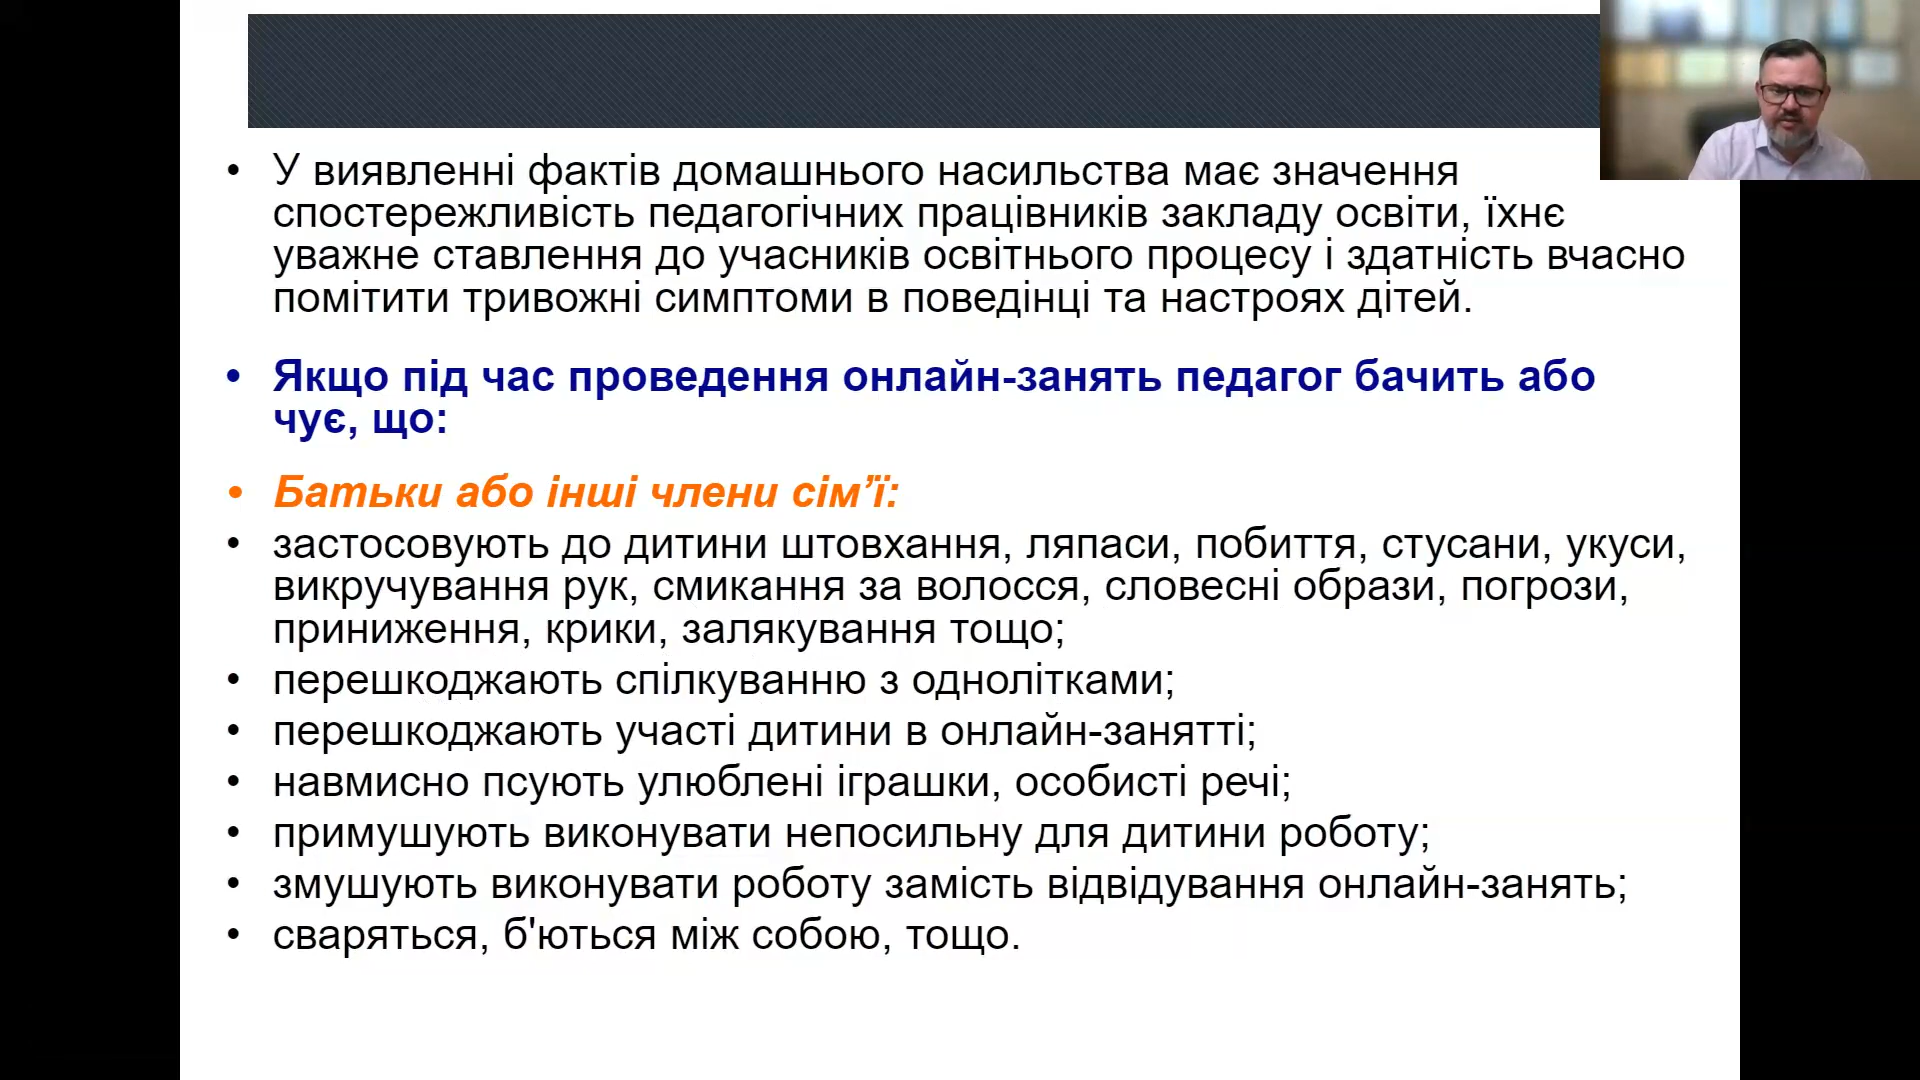 • У виявленні фактів домашнього насильства має значення
спостережливість педагогічних працівників закладу освіти, їхнє
уважне ставлення до учасників освітнього процесу і здатність вчасно
помітити тривожні симптоми в поведінці та настроях дітей.
• Якщо під час проведення онлайн-занять педагог бачить або
чує, що:
• Батьки або інші члени сім’ї:
• застосовують до дитини штовхання, ляпаси, побиття, стусани, укуси,
викручування рук, смикання за волосся, словесні образи, погрози,
приниження, крики, залякування тощо;
• перешкоджають спілкуванню з однолітками;
• перешкоджають участі дитини в онлайн-занятті;
• навмисно псують улюблені іграшки, особисті речі;
• примушують виконувати непосильну для дитини роботу;
• змушують виконувати роботу замість відвідування онлайн-занять;
• сваряться, б'ються між собою, тощо.